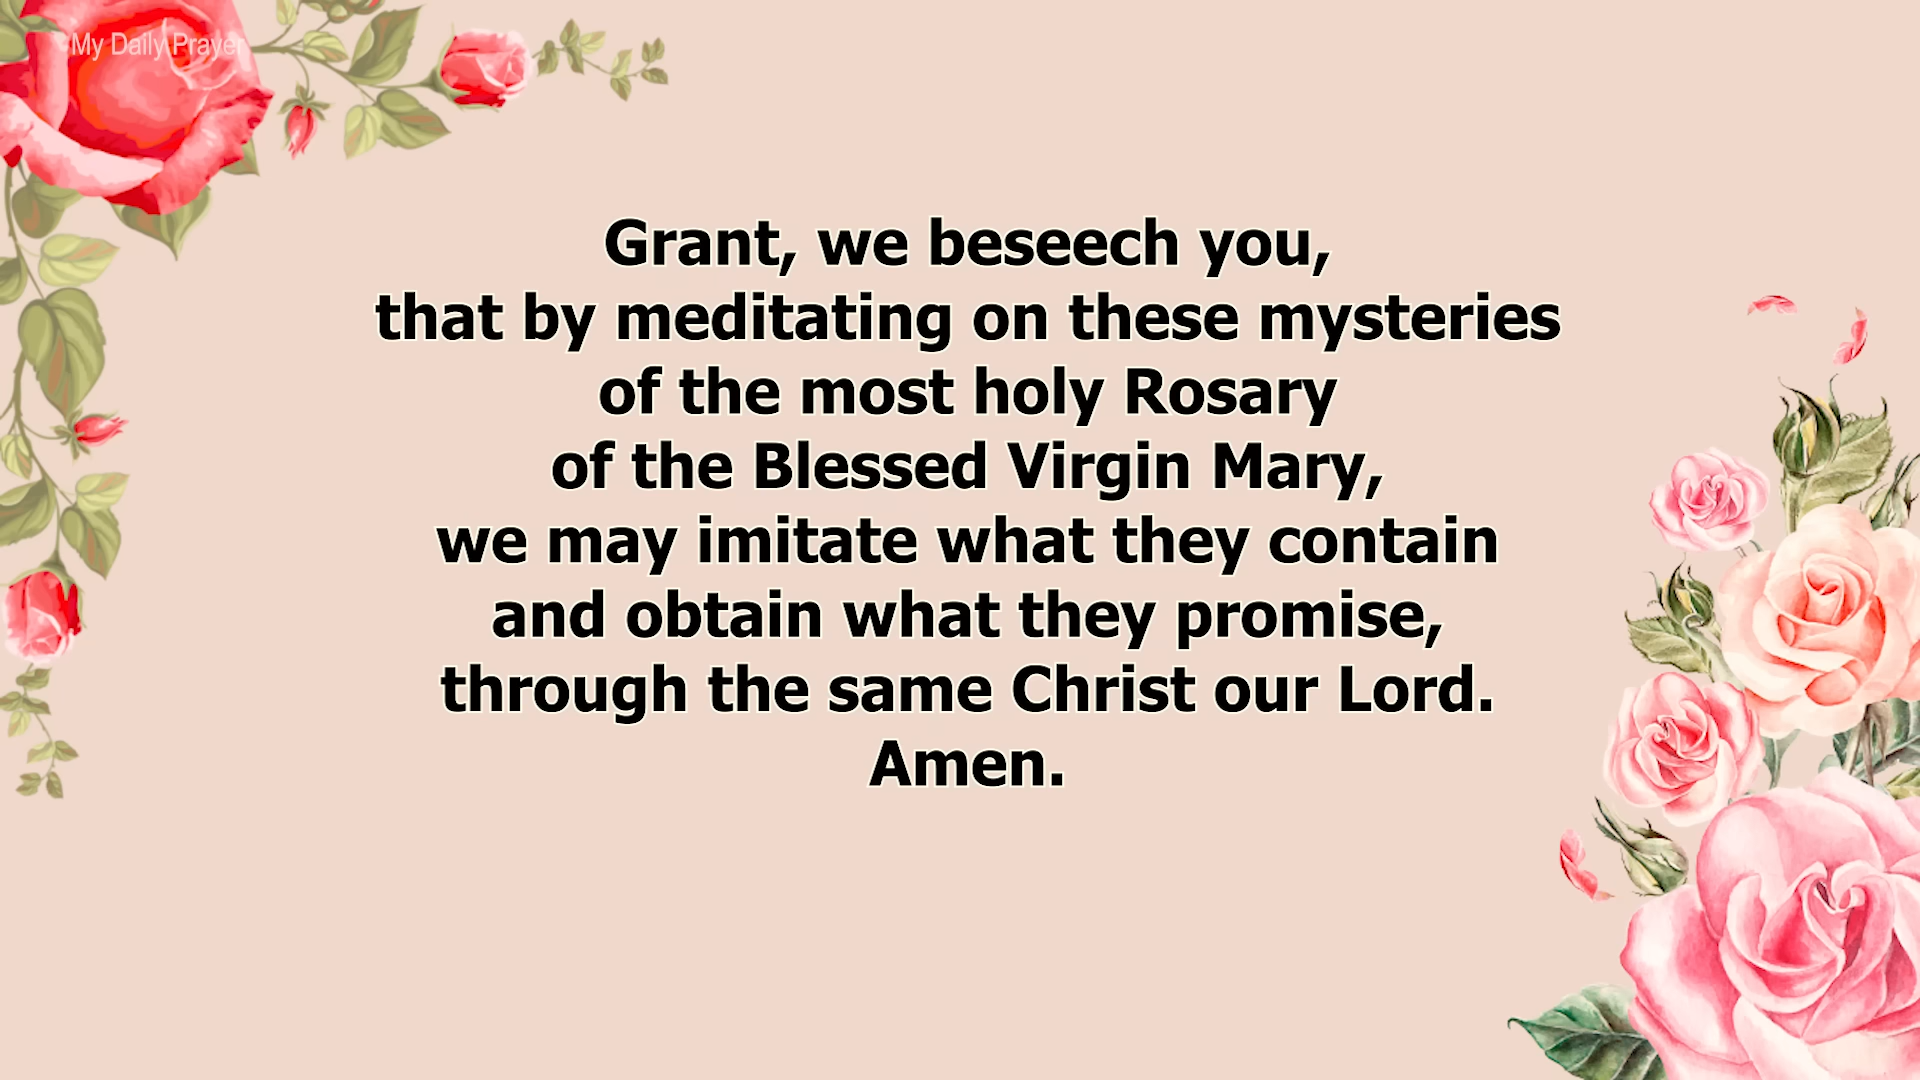 My Daily Prayer
Grant, we beseech you,
that by meditating on these mysteries
of the most holy Rosary
of the Blessed Virgin Mary,
we may imitate what they contain
and obtain what they promise,
through the same Christ our Lord.
Amen.